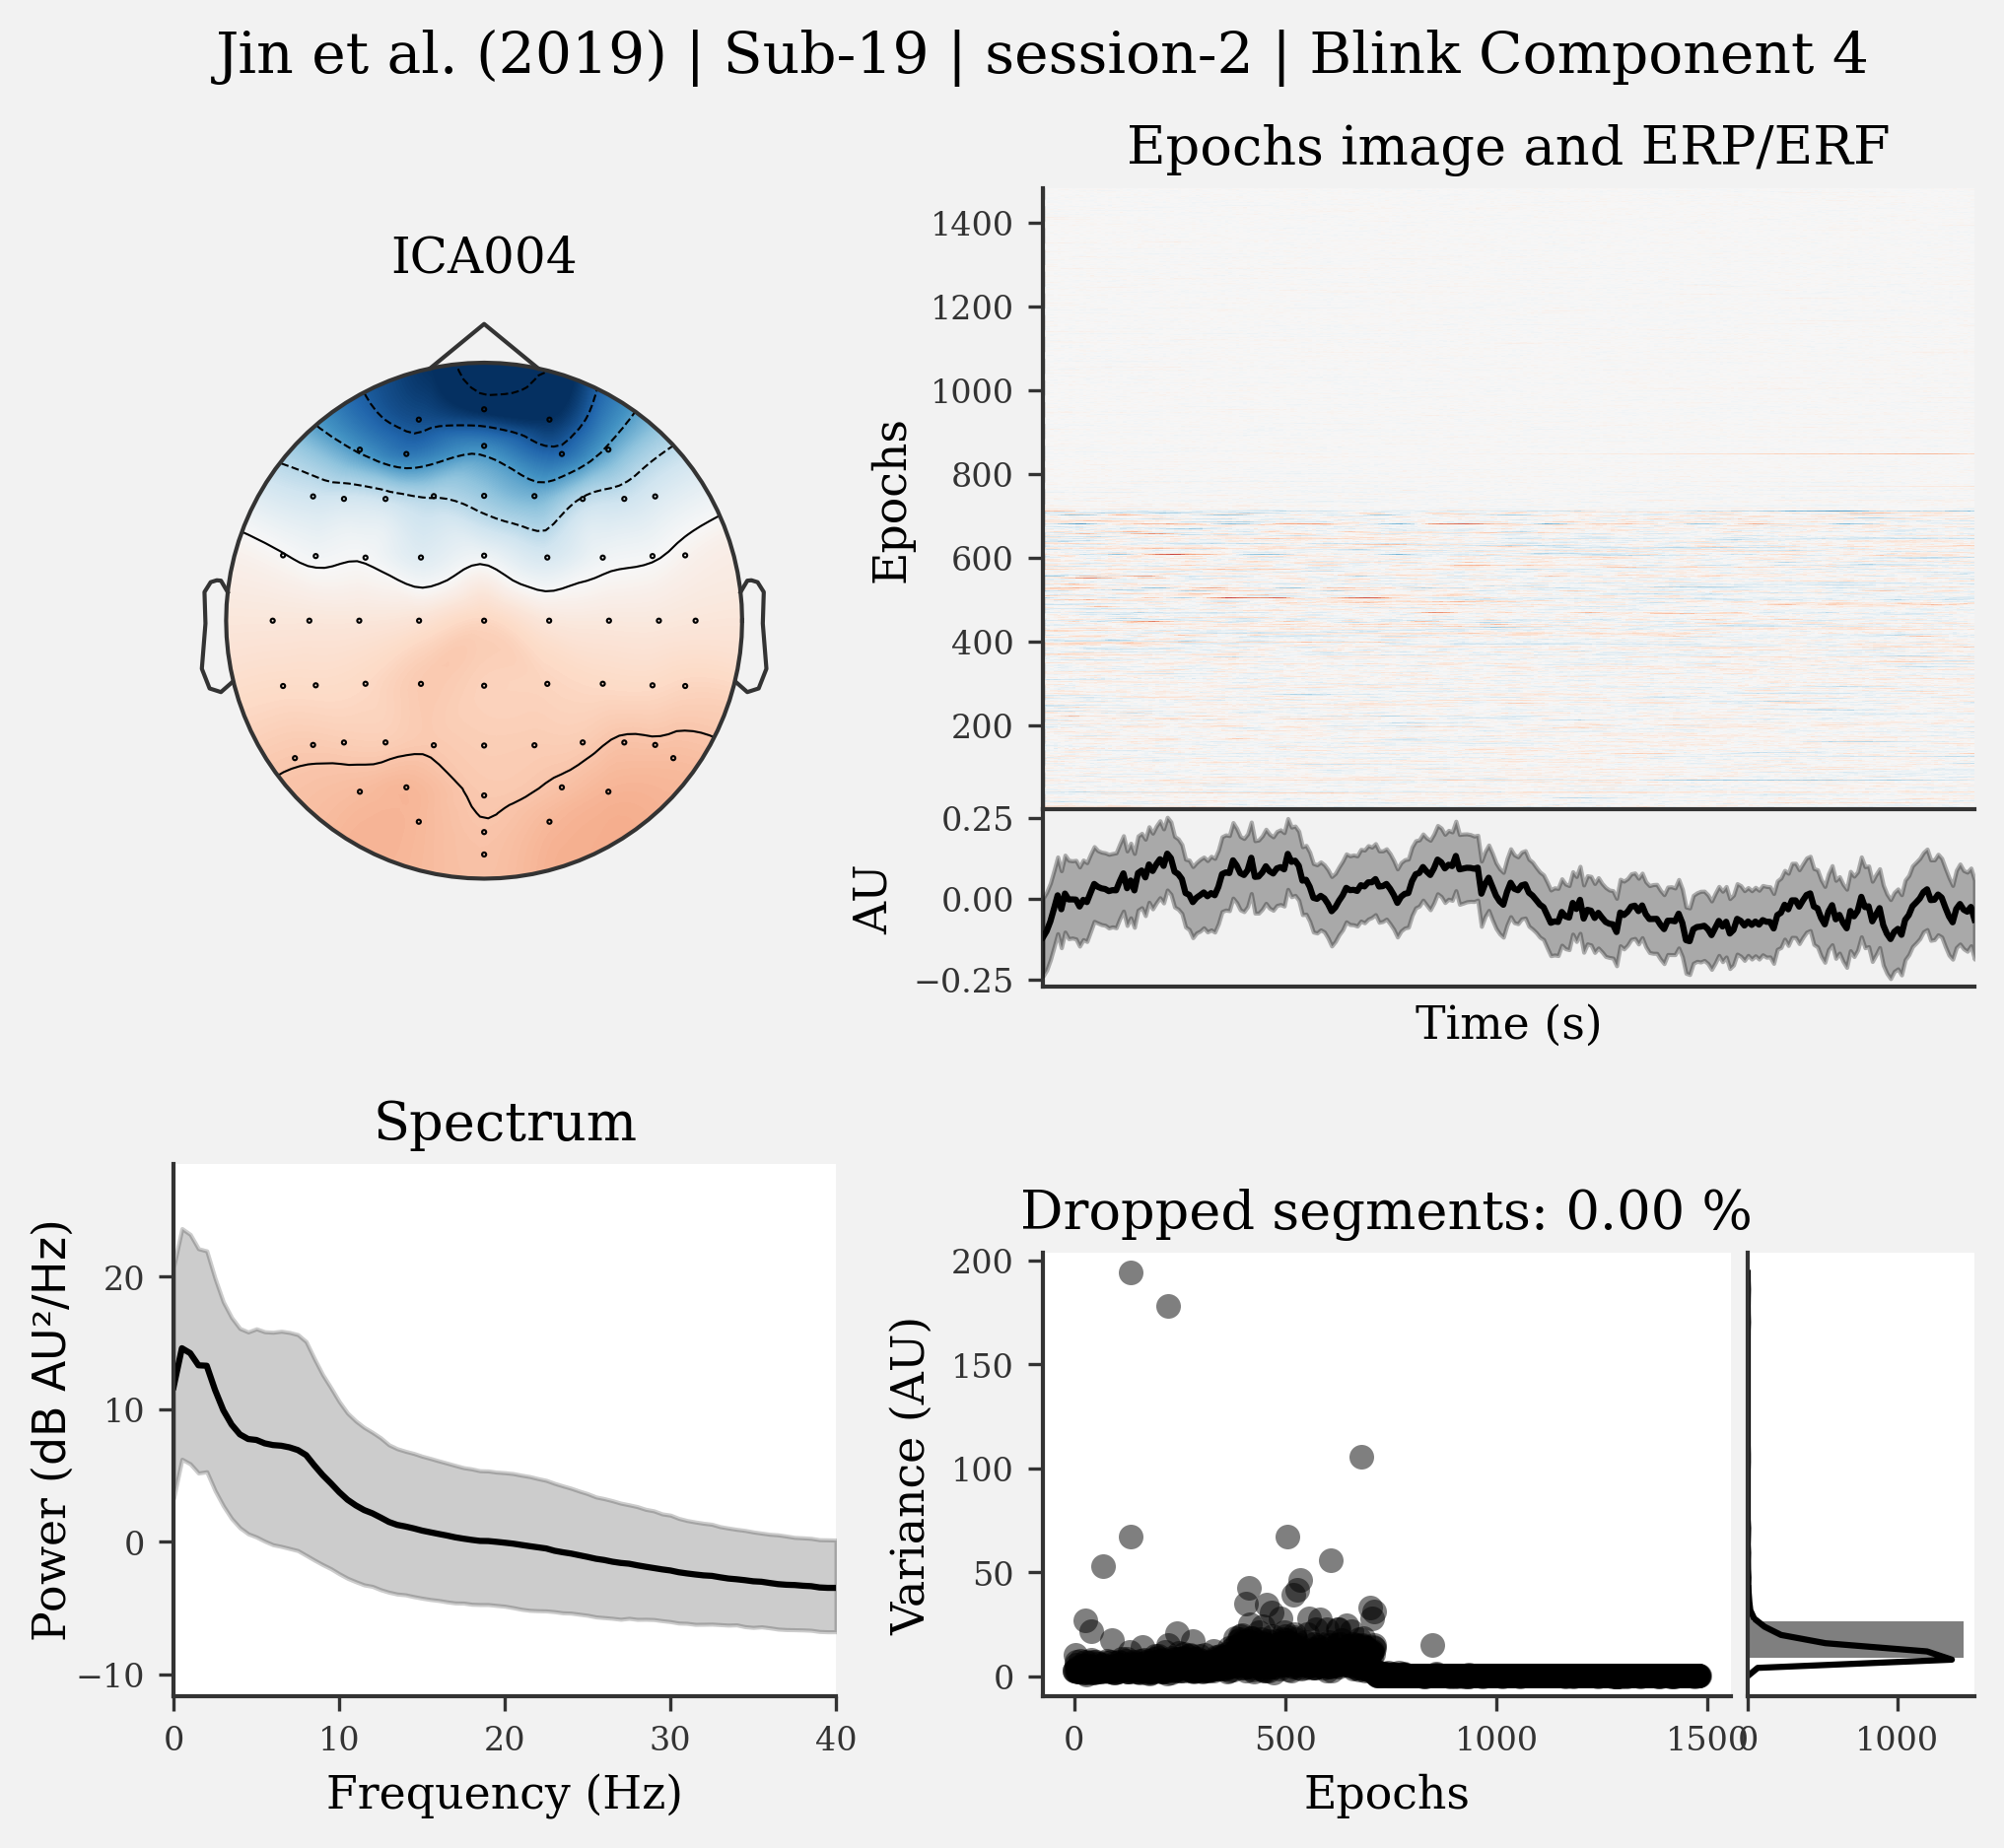 Jin et al. (2019) | Sub-19 | session-2 | Blink Component 4
ICA004
Epochs image and ERP/ERF
Epochs
1400
1200
1000
800
600
400
200
AU
0.25
0.00
−0.25
Time (s)
Spectrum
Power (dB AU²/Hz)
20
10
0
−10
0 10 20 30 40
Frequency (Hz)
Dropped segments: 0.00 %
Variance (AU)
200
150
100
50
0
0 500 1000 1500
0 1000
Epochs